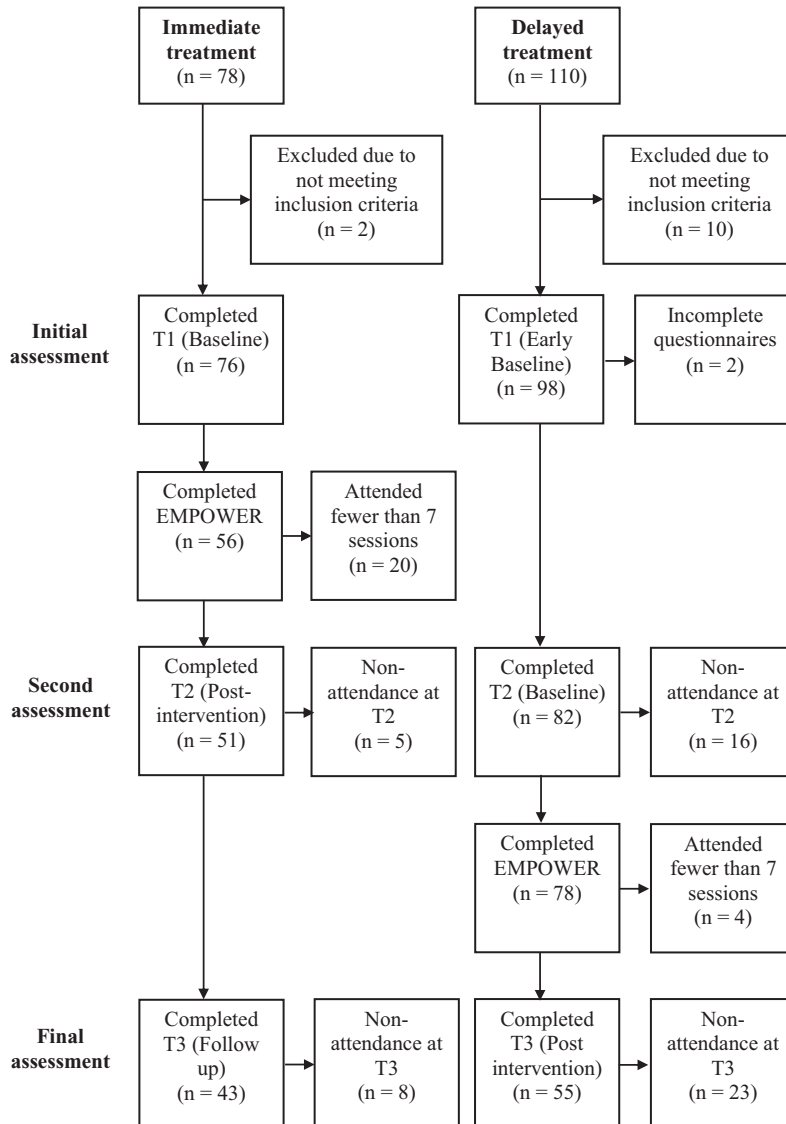 Immediate
treatment
(n = 78)
Delayed
treatment
(n = 110)
Excluded due to
not meeting
inclusion criteria
(n = 2)
Excluded due to
not meeting
inclusion criteria
(n = 10)
Initial
assessment
Completed
T1 (Baseline)
(n = 76)
Completed
T1 (Early
Baseline)
(n = 98)
Incomplete
questionnaires
(n = 2)
Completed
EMPOWER
(n = 56)
Attended
fewer than 7
sessions
(n = 20)
Second
assessment
Completed
T2 (Post-
intervention)
(n = 51)
Non-
attendance at
T2
(n = 5)
Completed
T2 (Baseline)
(n = 82)
Non-
attendance at
T2
(n = 16)
Completed
EMPOWER
(n = 78)
Attended
fewer than 7
sessions
(n = 4)
Final
assessment
Completed
T3 (Follow
up)
(n = 43)
Non-
attendance at
T3
(n = 8)
Completed
T3 (Post
intervention)
(n = 55)
Non-
attendance at
T3
(n = 23)